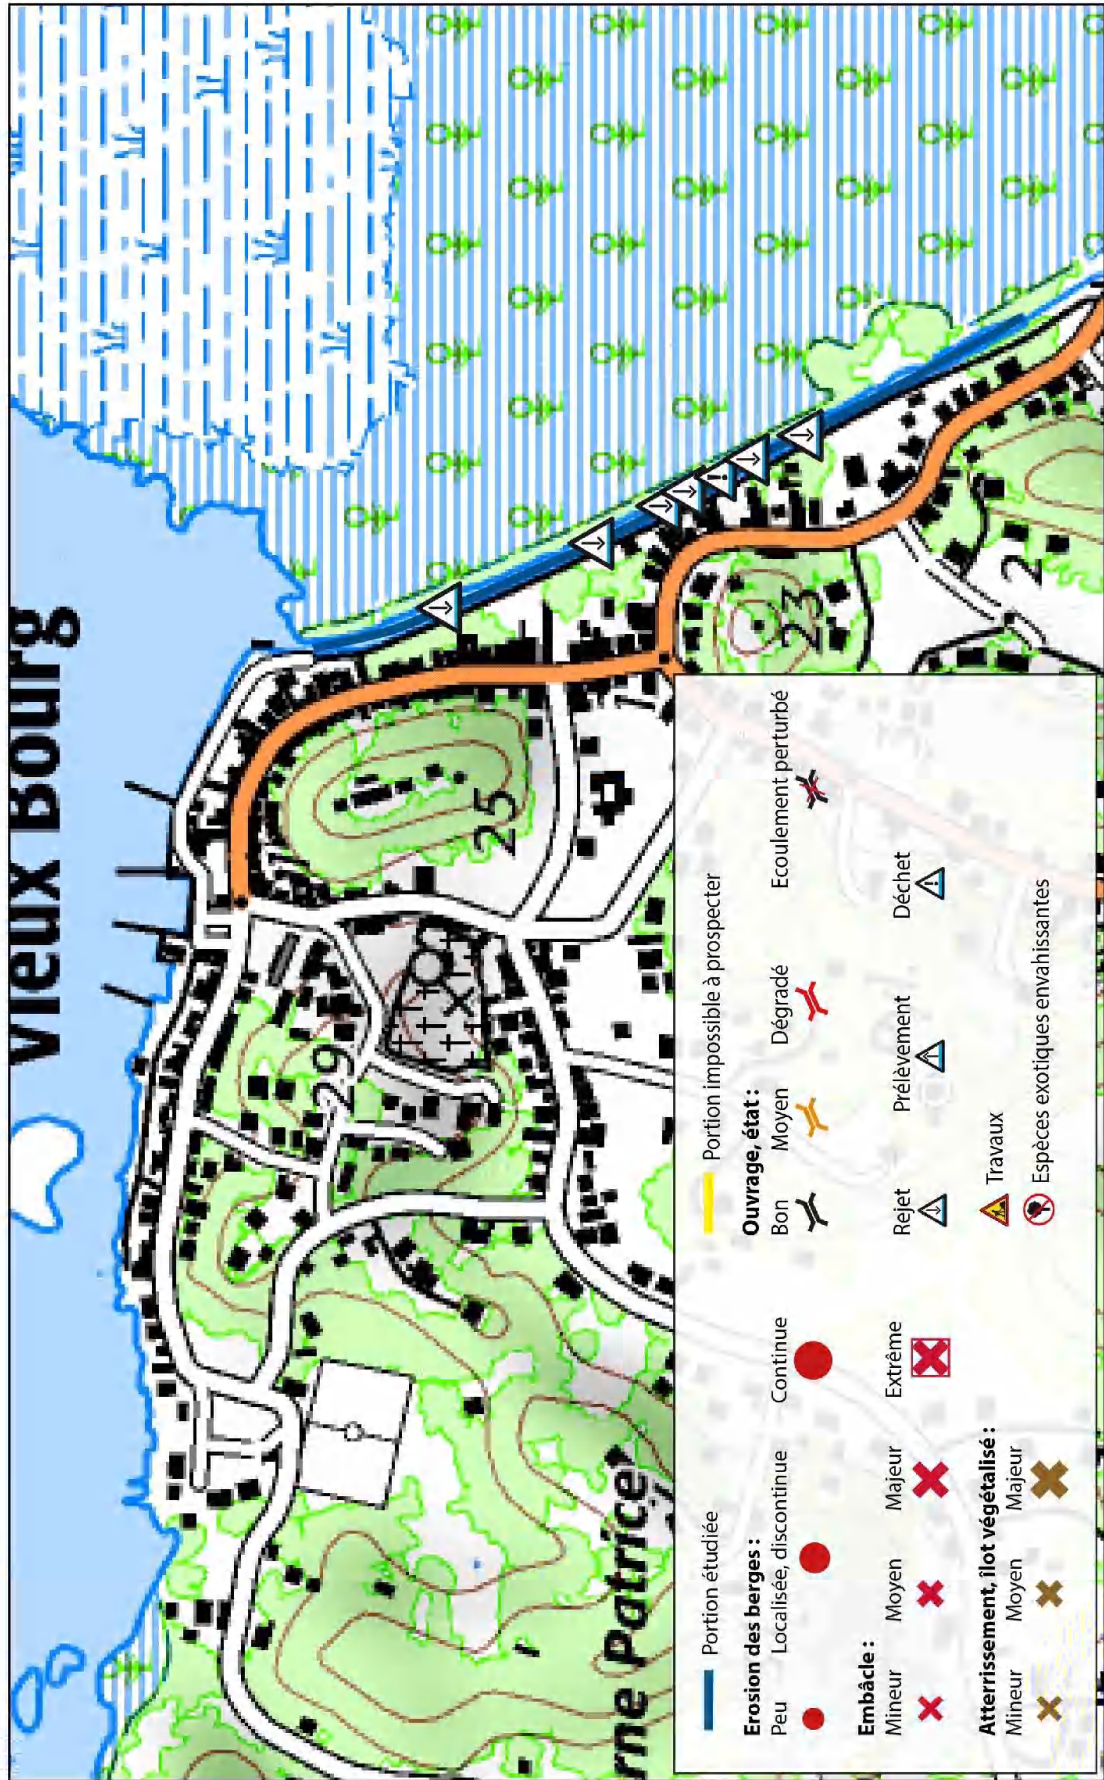 Vieux Bourg
29
25
23
2
rne Patrice
Portion étudiée
Portion impossible à prospecter
Erosion des berges :
Peu Localisée, discontinue Continue
Ouvrage, état :
Bon Moyen Dégradé Ecoulement perturbé
Embâcle :
Mineur Moyen Majeur Extrême
Rejet Prélèvement Déchet
Atterrissement, îlot végétalisé :
Mineur Moyen Majeur
Travaux
Espèces exotiques envahissantes